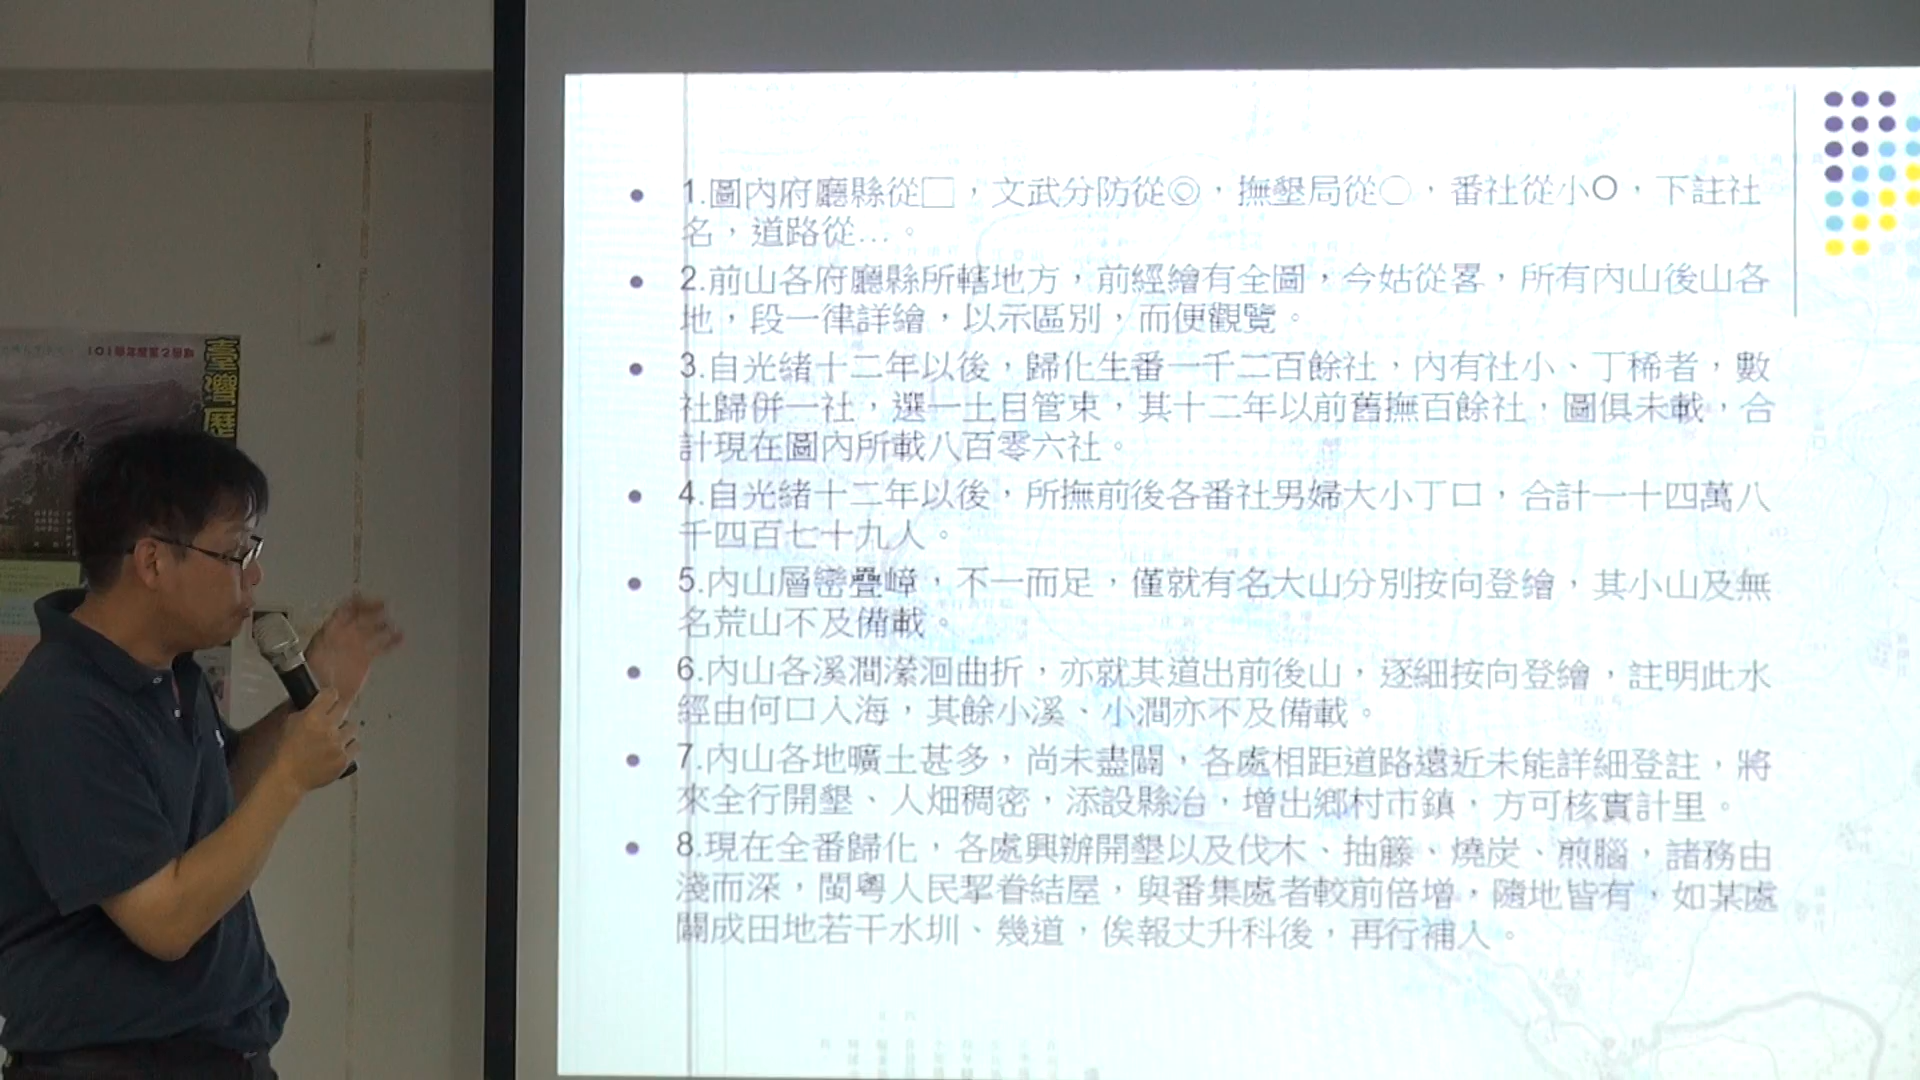 101學年度第2學期
臺灣歷
1.圖內府廳縣從□，文武分防從◎，撫墾局從○，番社從小○，下註社
名，道路從…。
2.前山各府廳縣所轄地方，前經繪有全圖，今姑從畧，所有內山後山各
地，段一律詳繪，以示區別，而便觀覽。
3.自光緒十二年以後，歸化生番一千二百餘社，內有社小、丁稀者，數
社歸併一社，選一土目管束，其十二年以前舊撫百餘社，圖俱未載，合
計現在圖內所載八百零六社。
4.自光緒十二年以後，所撫前後各番社男婦大小丁口，合計一十四萬八
千四百七十九人。
5.內山層巒疊嶂，不一而足，僅就有名大山分別按向登繪，其小山及無
名荒山不及備載。
6.內山各溪澗瀠洄曲折，亦就其道出前後山，逐細按向登繪，註明此水
經由何口入海，其餘小溪、小澗亦不及備載。
7.內山各地曠土甚多，尚未盡闢，各處相距道路遠近未能詳細登註，將
來全行開墾、人畑稠密，添設縣治，增出鄉村市鎮，方可核實計里。
8.現在全番歸化，各處興辦開墾以及伐木、抽籐、燒炭、煎腦，諸務由
淺而深，閩粵人民挈眷結屋，與番集處者較前倍增，隨地皆有，如某處
闢成田地若干水圳、幾道，俟報丈升科後，再行補入。